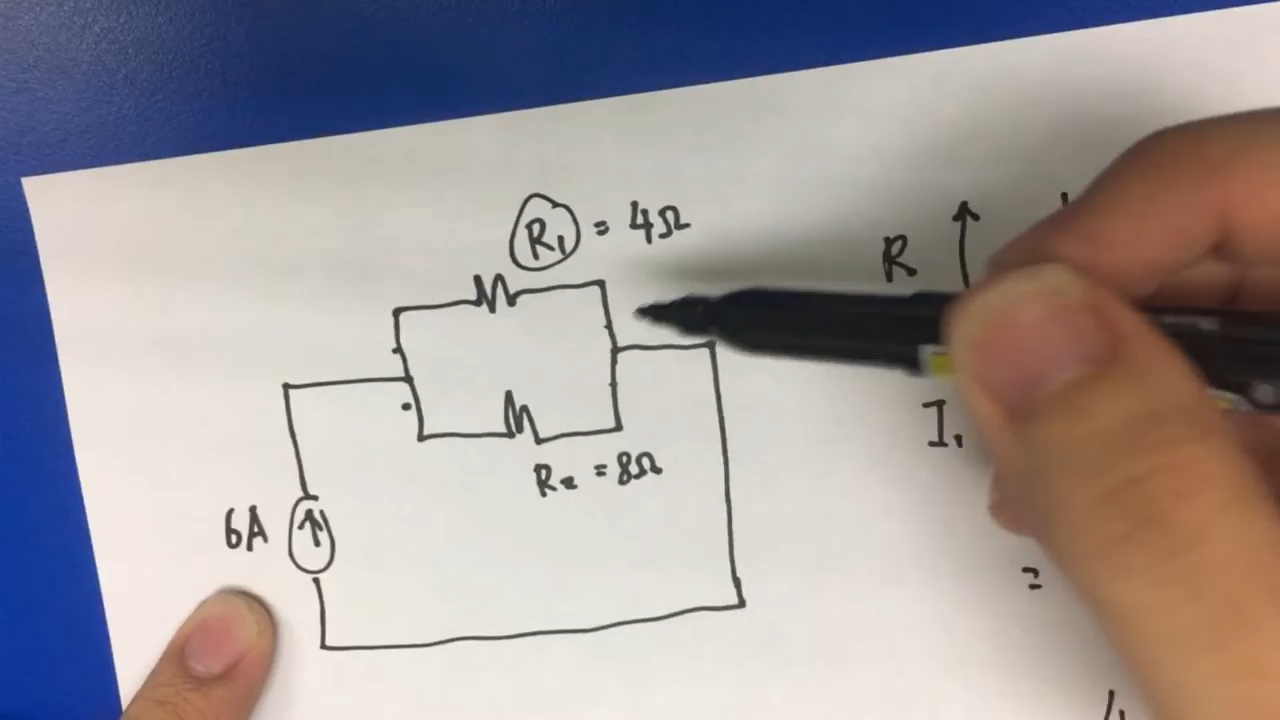 R₁ = 4Ω
R
R₂ = 8Ω
I₁
6A
=